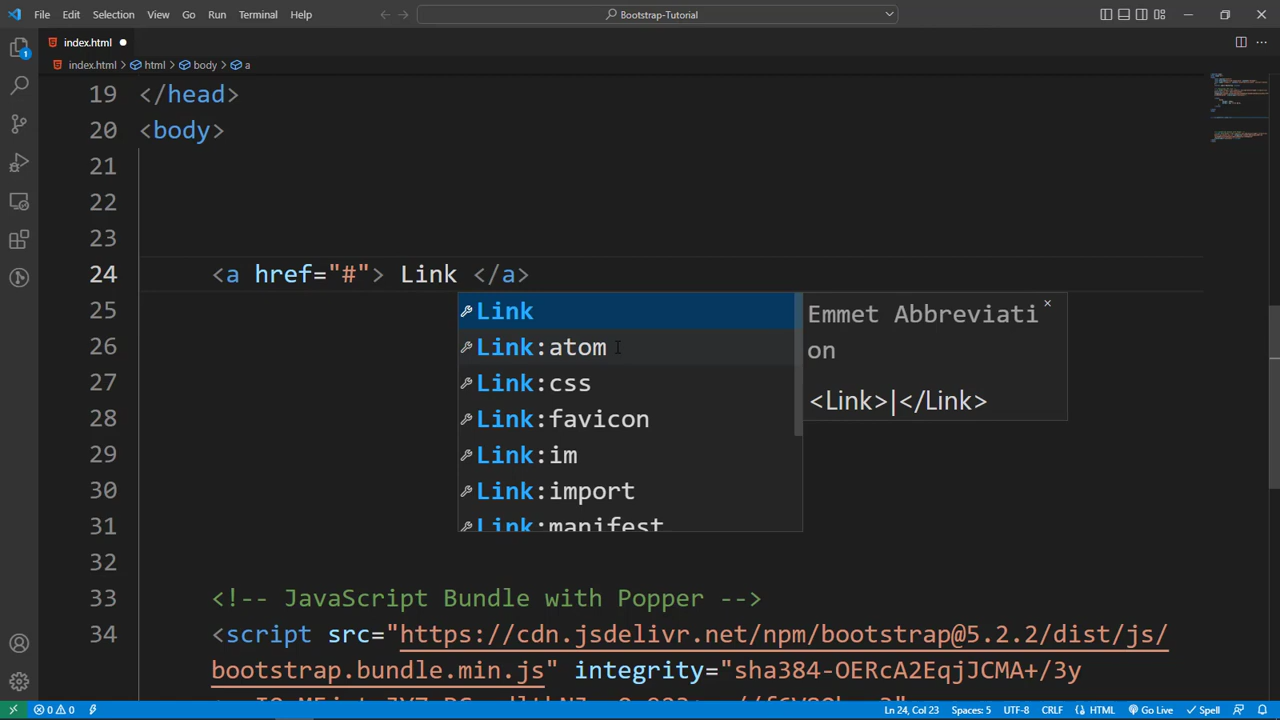 File Edit Selection View Go Run Terminal Help
Bootstrap-Tutorial
index.html
index.html > html > body > a
1
19 </head>
20 <body>
21
22
23
24 <a href="#"> Link </a>
25
26
27
28
29
30
31
32
33 <!-- JavaScript Bundle with Popper -->
34 <script src="https://cdn.jsdelivr.net/npm/bootstrap@5.2.2/dist/js/
bootstrap.bundle.min.js" integrity="sha384-OERcA2EqjJCMA+/3y
Link
Link:atom
Link:css
Link:favicon
Link:im
Link:import
Link:manifest
Emmet Abbreviati
on
<Link>|</Link>
0 0
Ln 24, Col 23 Spaces: 5 UTF-8 CRLF HTML Go Live Spell